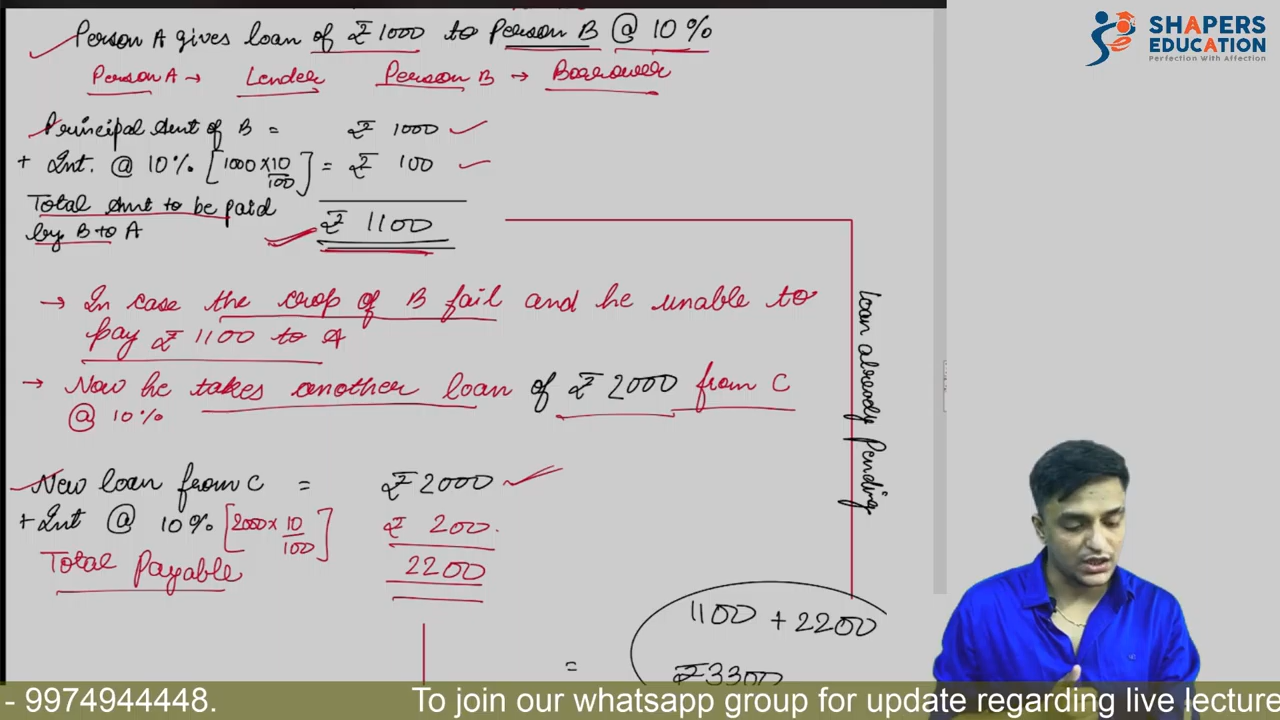 Person A gives loan of ₹ 1000 to Person B @ 10%
Person A → Lender Person B → Borrower
Principal Amt of B = ₹ 1000
+ Int. @ 10% [1000 × 10/100] = ₹ 100
Total Amt to be paid
by B to A ₹ 1100
→ In case the crop of B fail and he unable to
pay ₹ 1100 to A
→ Now he takes another loan of ₹ 2000 from C
@ 10%
New loan from C = ₹ 2000
+ Int @ 10% [2000 × 10/100] ₹ 200.
Total Payable 2200
loan already Pending
1100 + 2200
= ₹ 3300
SHAPERS
EDUCATION
Perfection With Affection
- 9974944448. To join our whatsapp group for update regarding live lecture